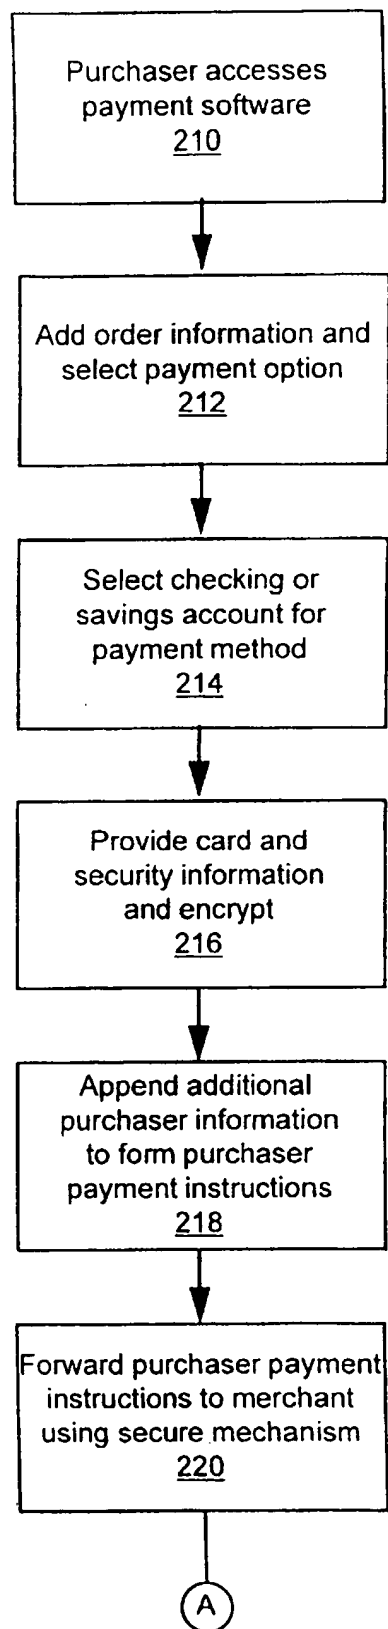 Purchaser accesses
payment software
210
Add order information and
select payment option
212
Select checking or
savings account for
payment method
214
Provide card and
security information
and encrypt
216
Append additional
purchaser information
to form purchaser
payment instructions
218
Forward purchaser payment
instructions to merchant
using secure mechanism
220
A